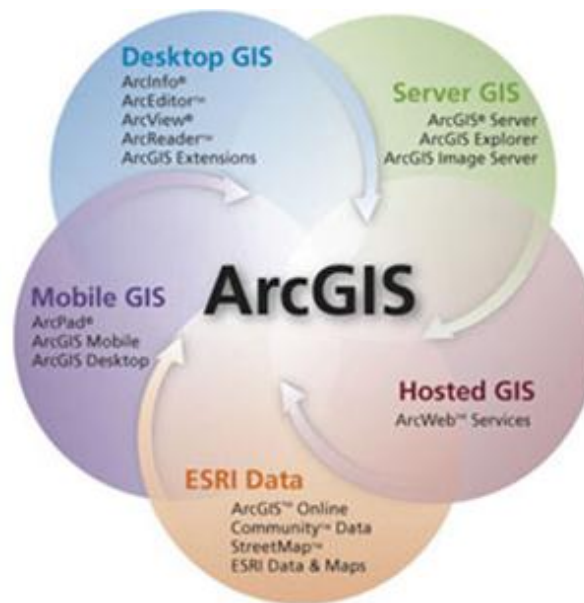 Desktop GIS
ArcInfo®
ArcEditor™
ArcView®
ArcReader™
ArcGIS Extensions
Server GIS
ArcGIS® Server
ArcGIS Explorer
ArcGIS Image Server
ArcGIS
Mobile GIS
ArcPad®
ArcGIS Mobile
ArcGIS Desktop
Hosted GIS
ArcWeb™ Services
ESRI Data
ArcGIS™ Online
Community™ Data
StreetMap™
ESRI Data & Maps